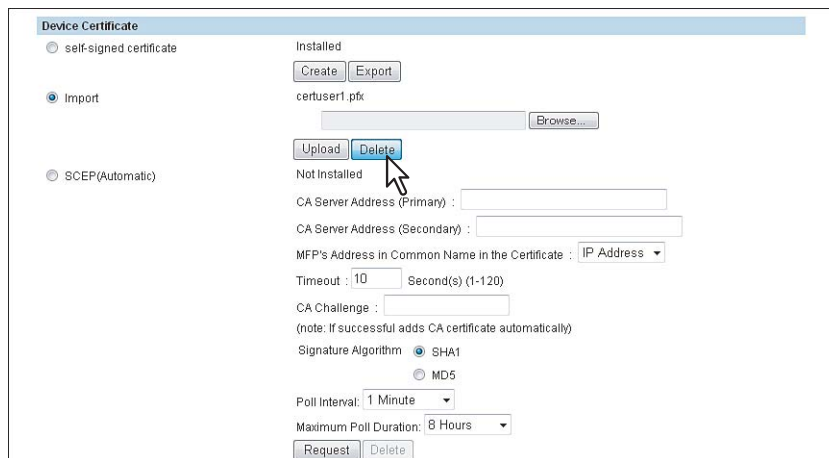 Device Certificate
self-signed certificate Installed
Create Export
Import certuser1.pfx
Browse...
Upload Delete
SCEP(Automatic) Not Installed
CA Server Address (Primary) :
CA Server Address (Secondary) :
MFP's Address in Common Name in the Certificate : IP Address
Timeout : 10 Second(s) (1-120)
CA Challenge :
(note: If successful adds CA certificate automatically)
Signature Algorithm SHA1
MD5
Poll Interval: 1 Minute
Maximum Poll Duration: 8 Hours
Request Delete